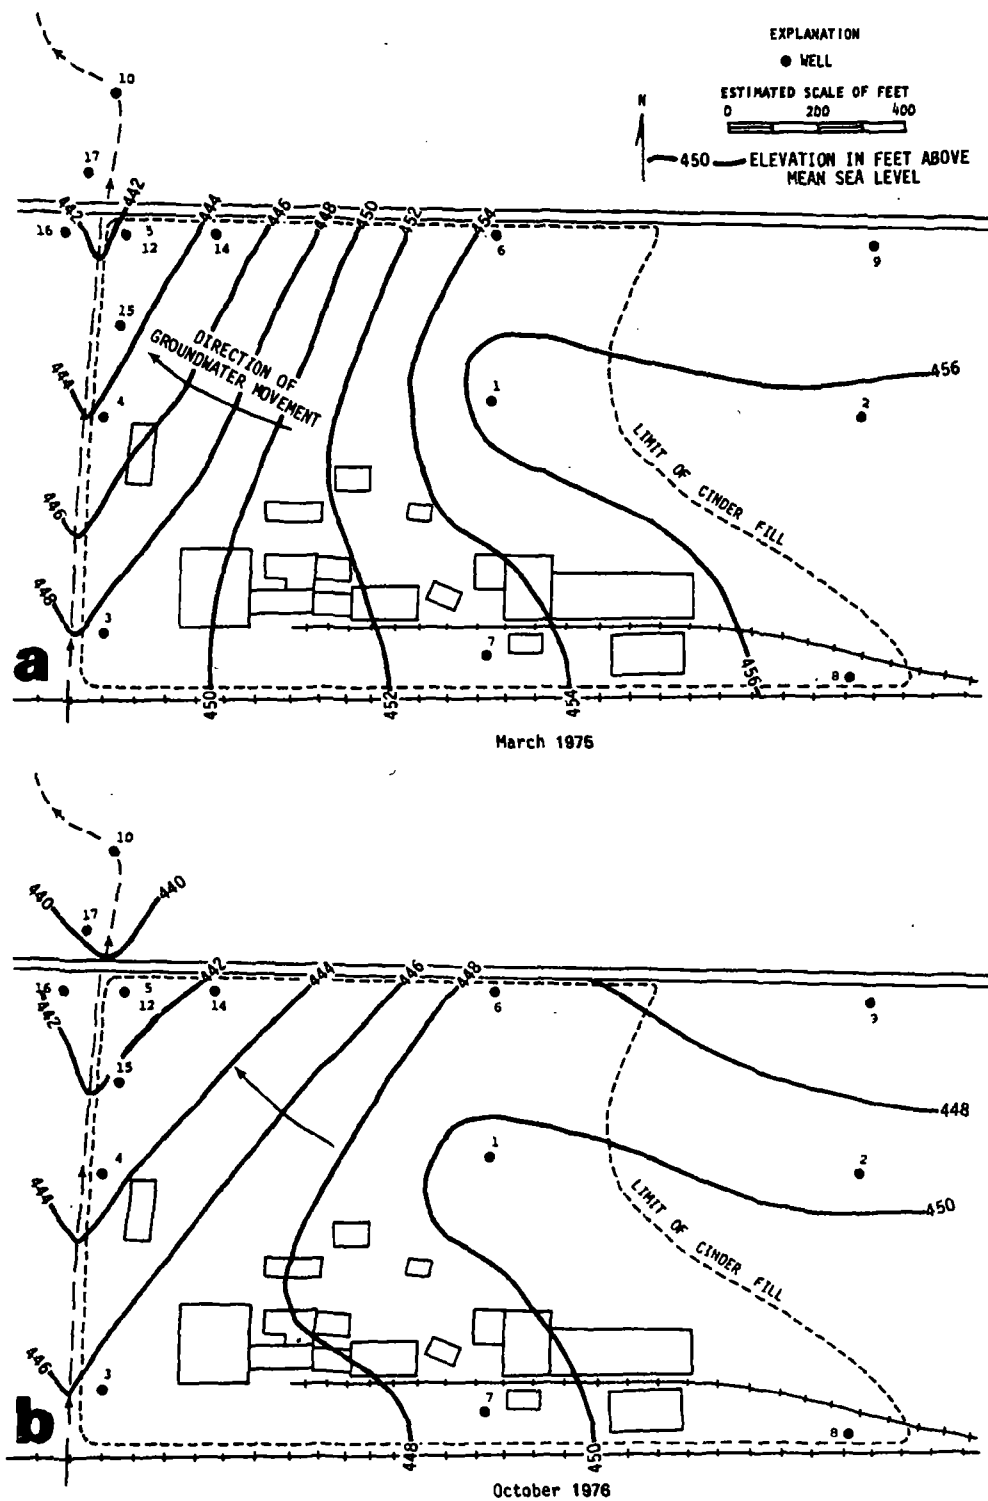 EXPLANATION
WELL
ESTIMATED SCALE OF FEET
0 200 400
N
450 ELEVATION IN FEET ABOVE
MEAN SEA LEVEL
10
17
442 442 444 446 448 450 452 454
16 5 14 6 9
12
15
DIRECTION OF
GROUNDWATER MOVEMENT
444
4
1
456
2
LIMIT OF CINDER FILL
446
448
3
7
8
a
450 452 454 456
March 1976
10
440 440
17
442 444 446 448
16 5 14 6 9
12
442
15
448
4
1
2
444
450
LIMIT OF CINDER FILL
446
3
7
8
b
448 450
October 1976